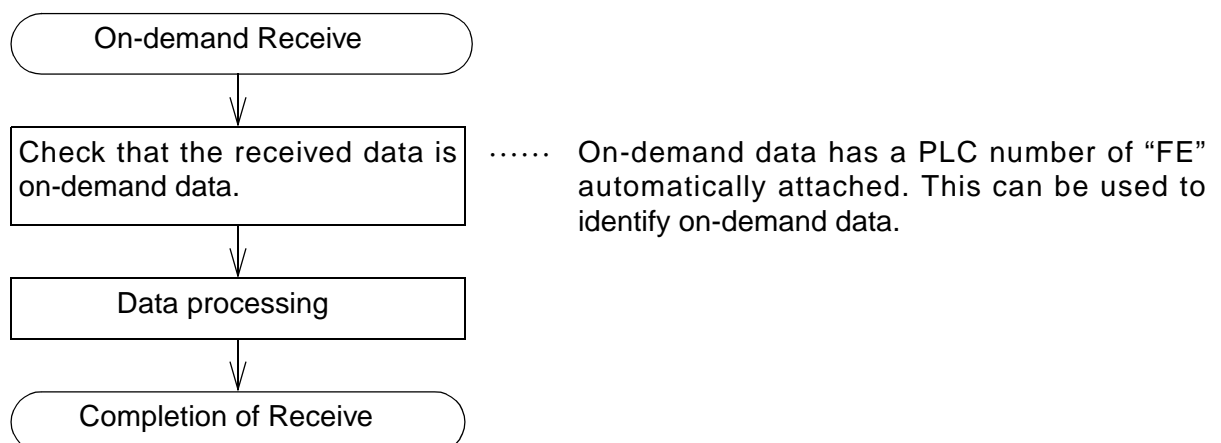 On-demand Receive
Check that the received data is
on-demand data.
...... On-demand data has a PLC number of “FE”
automatically attached. This can be used to
identify on-demand data.
Data processing
Completion of Receive